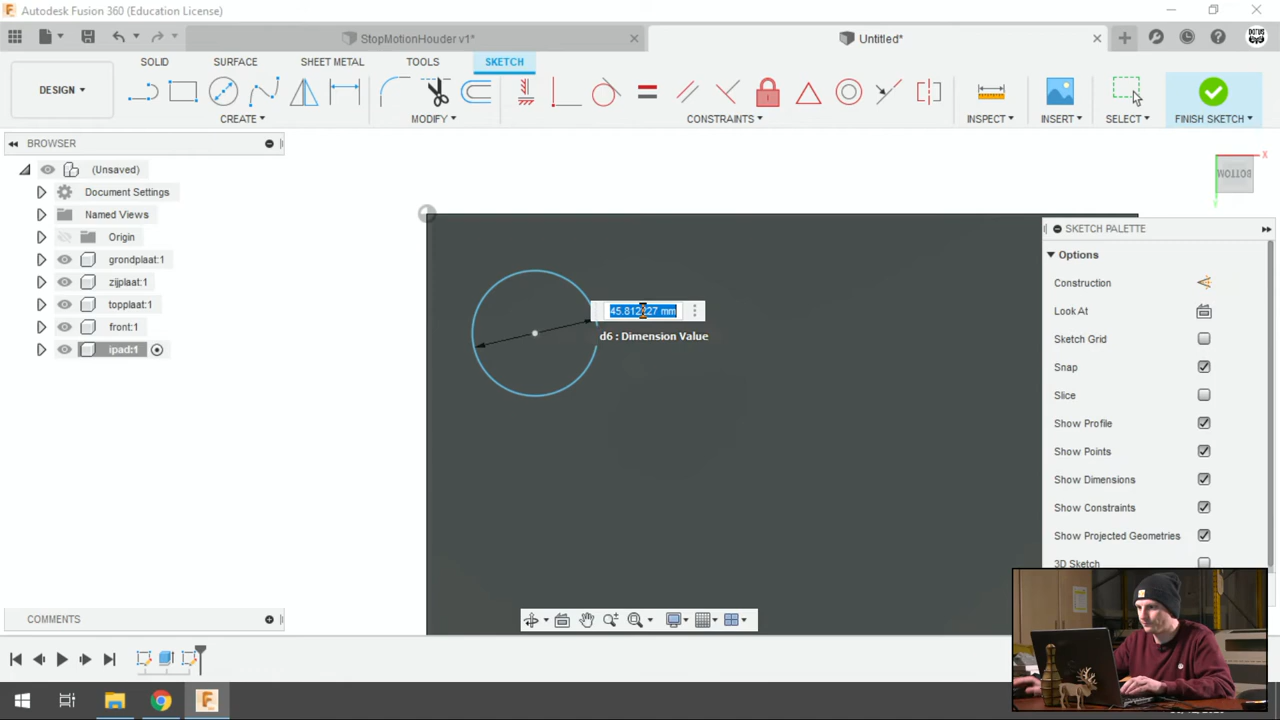 Autodesk Fusion 360 (Education License)
StopMotionHouder v1*
Untitled*
DESIGN
SOLID
SURFACE
SHEET METAL
TOOLS
SKETCH
CREATE
MODIFY
CONSTRAINTS
INSPECT
INSERT
SELECT
FINISH SKETCH
BROWSER
(Unsaved)
Document Settings
Named Views
Origin
grondplaat:1
zijplaat:1
topplaat:1
front:1
ipad:1
BOTTOM
X
Y
d6 : Dimension Value
SKETCH PALETTE
Options
Construction
Look At
Sketch Grid
Snap
Slice
Show Profile
Show Points
Show Dimensions
Show Constraints
Show Projected Geometries
3D Sketch
COMMENTS